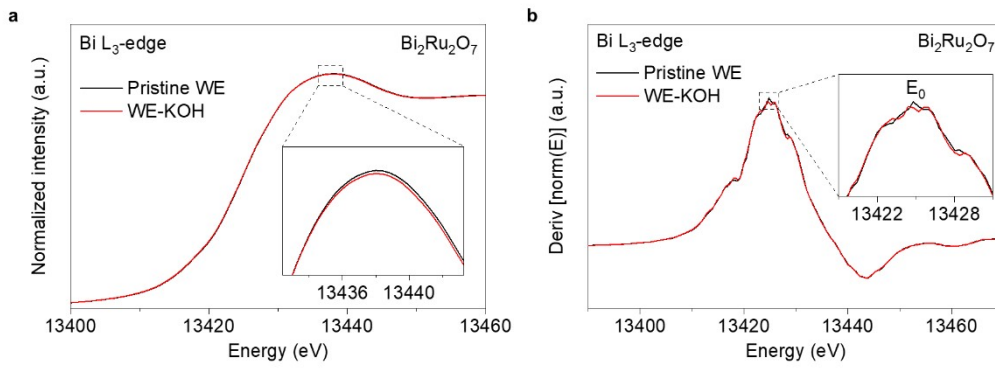 a
Bi L₃-edge
Bi₂Ru₂O₇
Pristine WE
WE-KOH
Normalized intensity (a.u.)
13436
13440
13400
13420
13440
13460
Energy (eV)
b
Bi L₃-edge
Bi₂Ru₂O₇
Pristine WE
WE-KOH
Deriv [norm(E)] (a.u.)
E₀
13422
13428
13400
13420
13440
13460
Energy (eV)